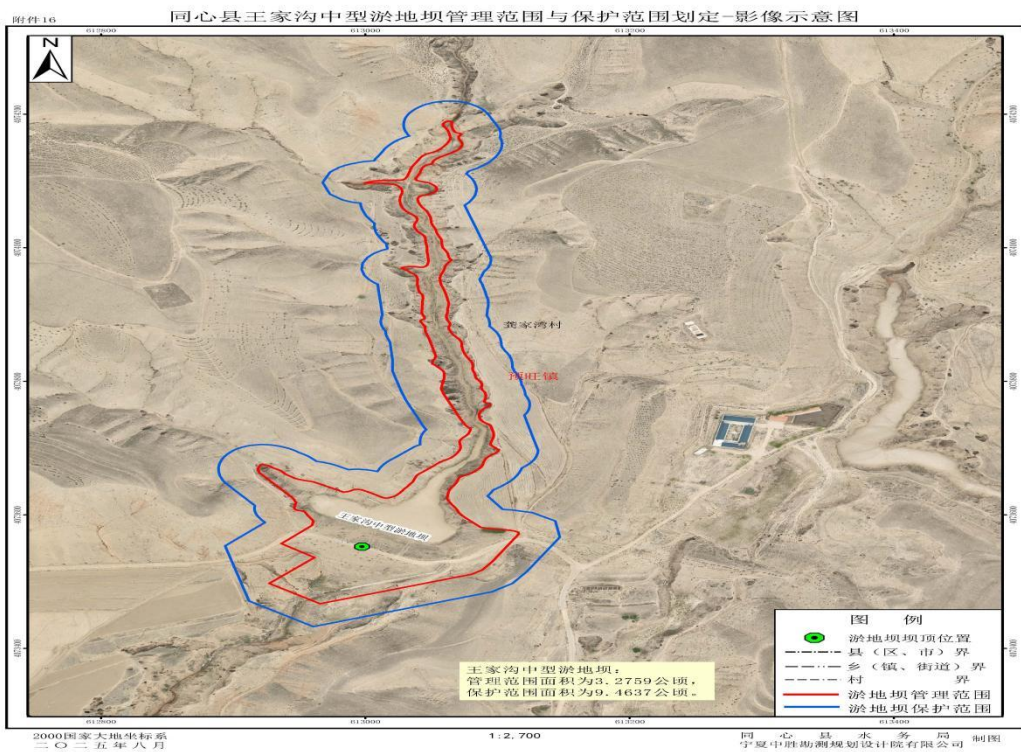 附件16
同心县王家沟中型淤地坝管理范围与保护范围划定-影像示意图
612800
613000
613200
613400
N
龚家湾村
预旺镇
王家沟中型淤地坝
图 例
淤地坝坝顶位置
县（区、市）界
乡（镇、街道）界
村 界
淤地坝管理范围
淤地坝保护范围
王家沟中型淤地坝：
管理范围面积为3.2759公顷，
保护范围面积为9.4637公顷。
612800
613000
613200
613400
2000国家大地坐标系
二〇二五年八月
1:2,700
同心县水务局
宁夏中胜勘测规划设计院有限公司
制图